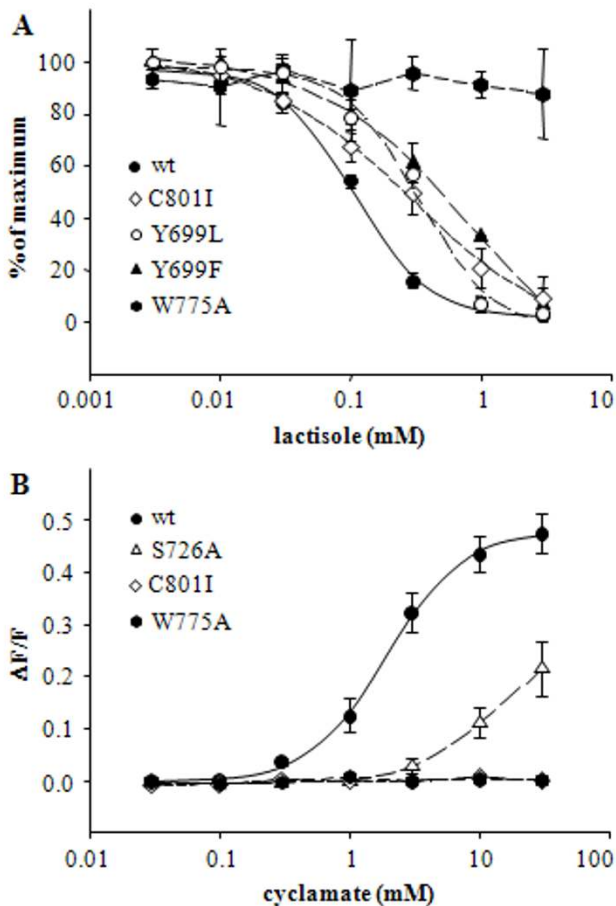 A
100
80
60
40
20
0
% of maximum
wt
C801I
Y699L
Y699F
W775A
0.001 0.01 0.1 1 10
lactisole (mM)
B
0.5
0.4
0.3
0.2
0.1
0.0
ΔF/F
wt
S726A
C801I
W775A
0.01 0.1 1 10 100
cyclamate (mM)